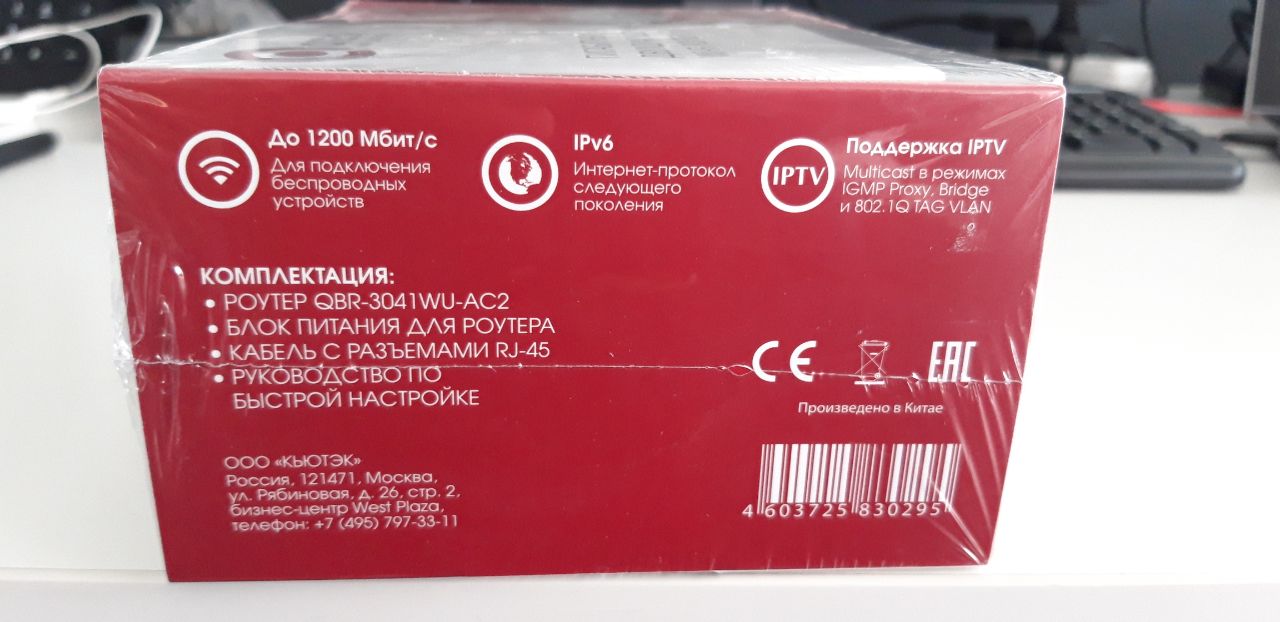 До 1200 Мбит/с
Для подключения
беспроводных
устройств
IPv6
Интернет-протокол
следующего
поколения
IPTV
Поддержка IPTV
Multicast в режимах
IGMP Proxy, Bridge
и 802.1Q TAG VLAN
КОМПЛЕКТАЦИЯ:
• РОУТЕР QBR-3041WU-AC2
• БЛОК ПИТАНИЯ ДЛЯ РОУТЕРА
• КАБЕЛЬ С РАЗЪЕМАМИ RJ-45
• РУКОВОДСТВО ПО
БЫСТРОЙ НАСТРОЙКЕ
CE EAC
Произведено в Китае
ООО «КЬЮТЭК»
Россия, 121471, Москва,
ул. Рябиновая, д. 26, стр. 2,
бизнес-центр West Plaza,
телефон: +7 (495) 797-33-11
4 603725 830295